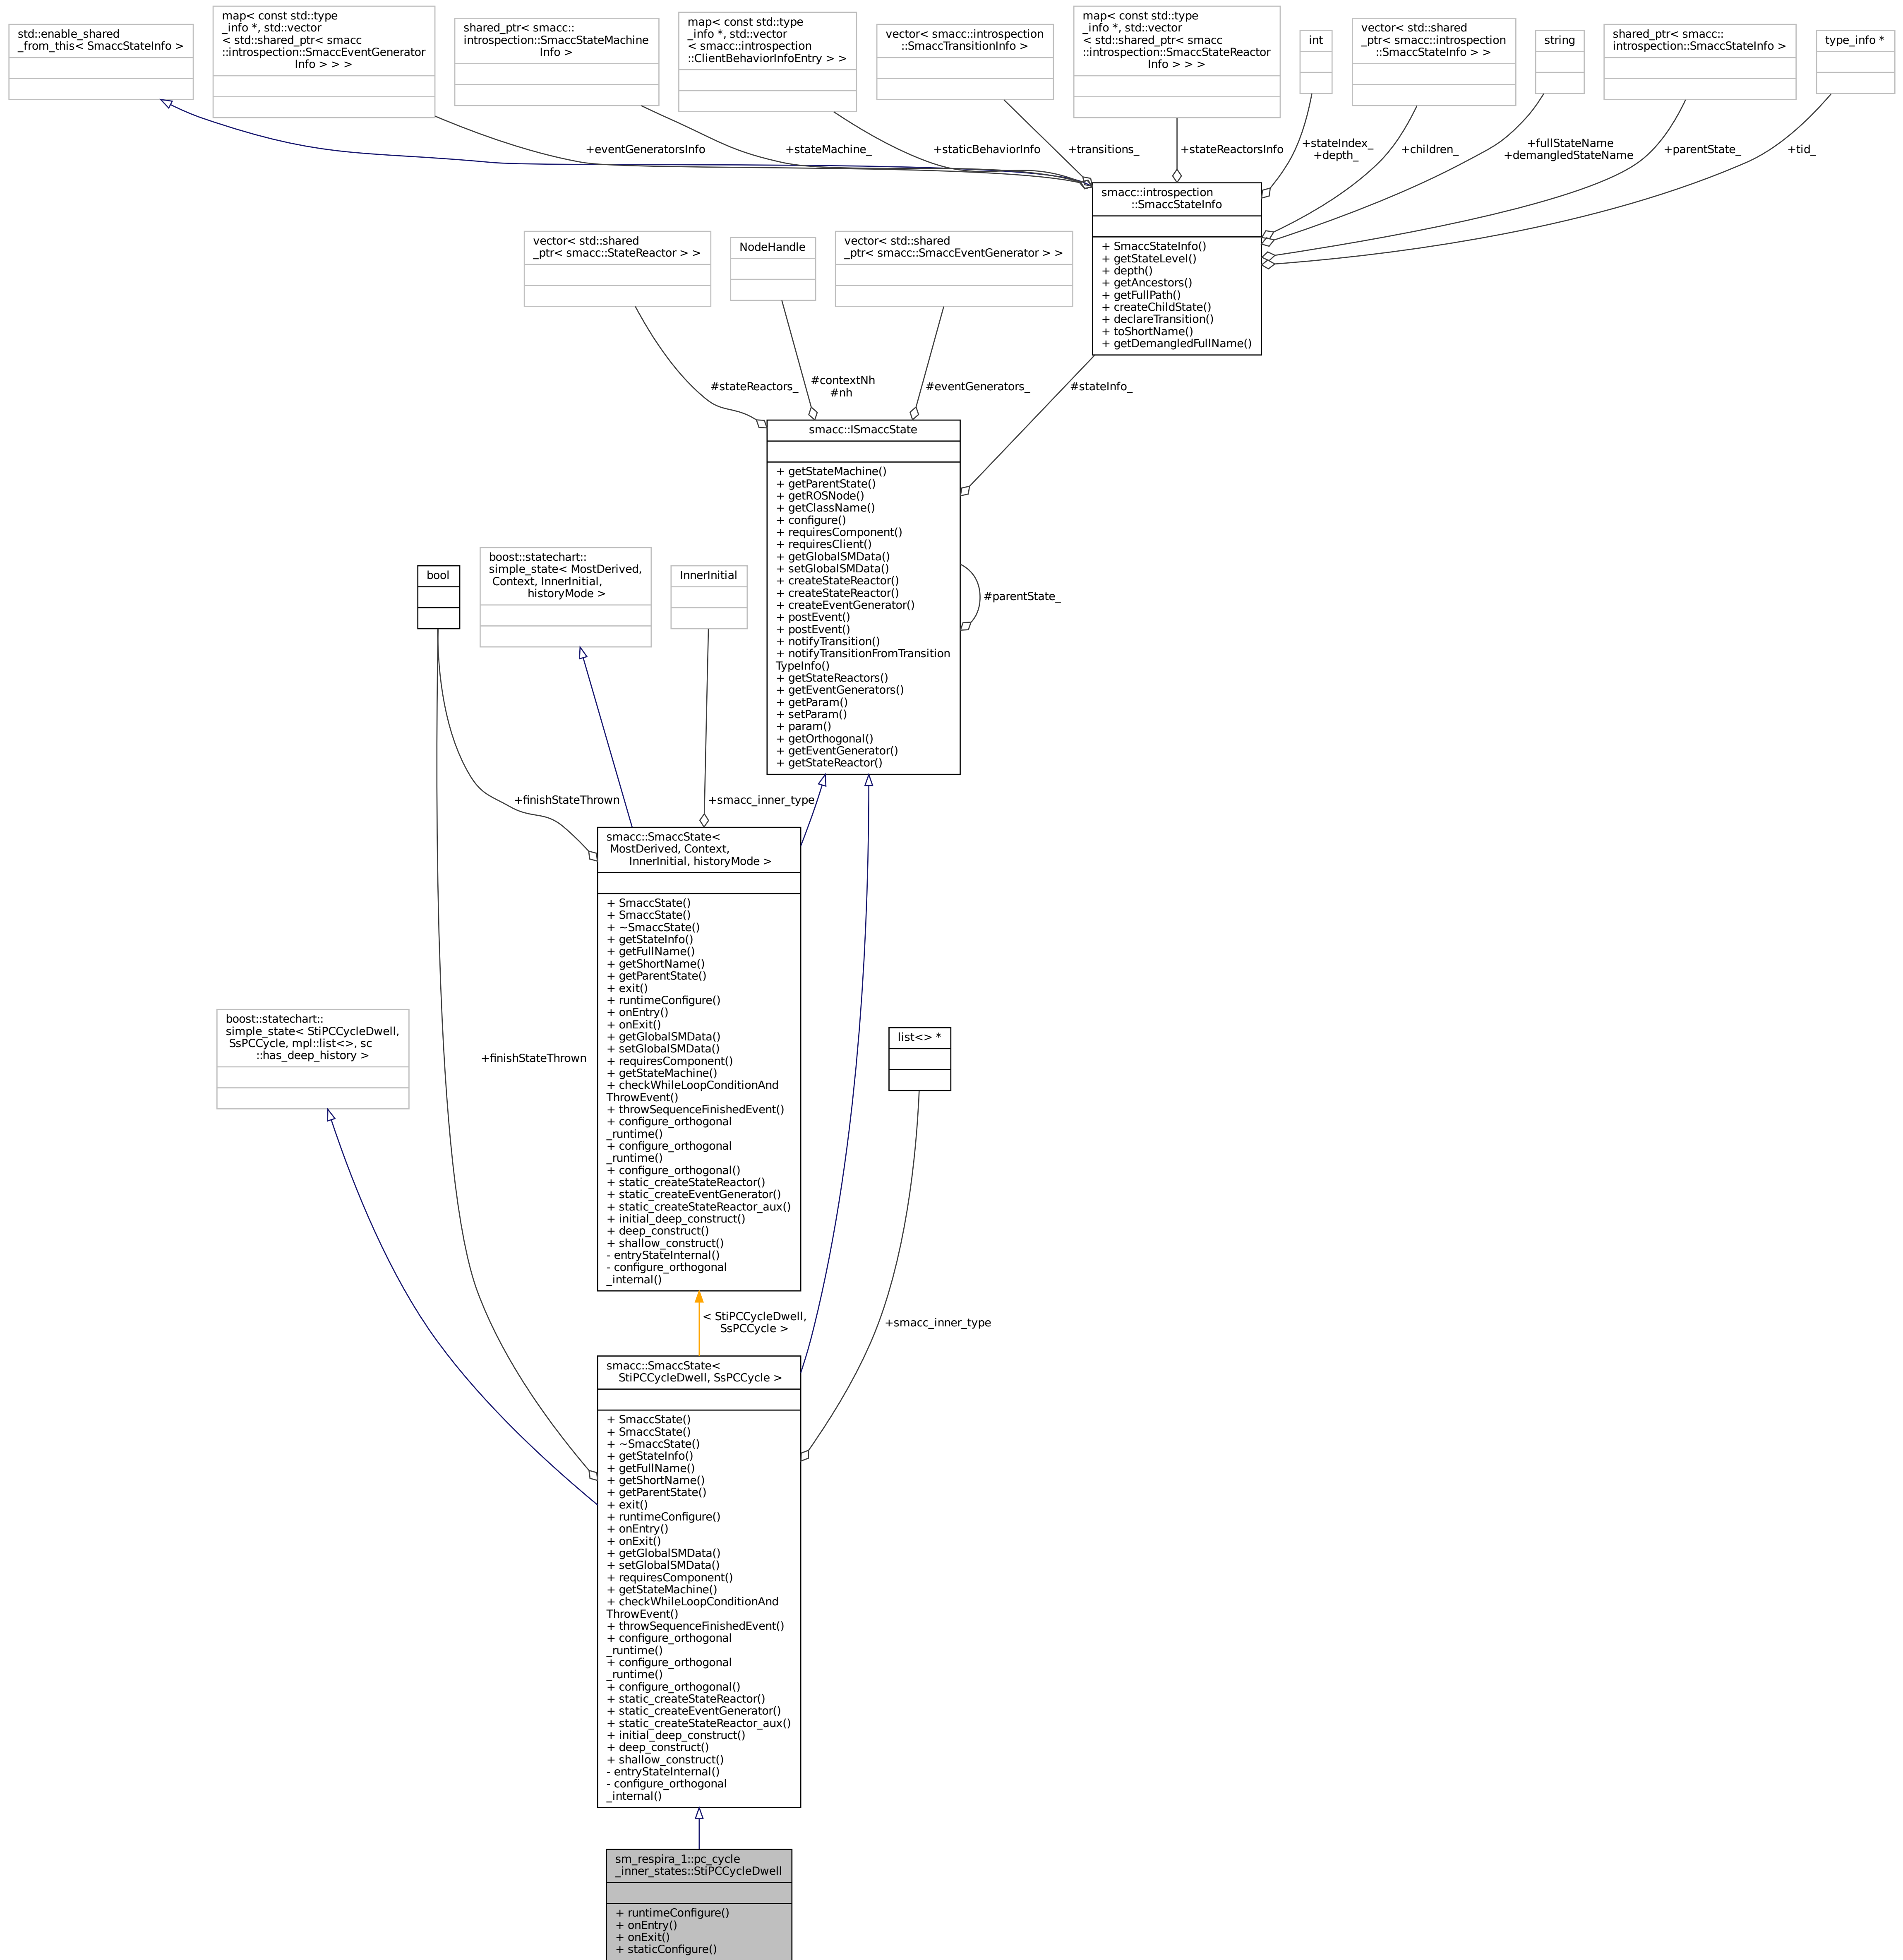 std::enable_shared
_from_this< SmaccStateInfo >
map< const std::type
_info *, std::vector
< std::shared_ptr< smacc
::introspection::SmaccEventGenerator
Info > > >
shared_ptr< smacc::
introspection::SmaccStateMachine
Info >
map< const std::type
_info *, std::vector
< smacc::introspection
::ClientBehaviorInfoEntry > >
vector< smacc::introspection
::SmaccTransitionInfo >
map< const std::type
_info *, std::vector
< std::shared_ptr< smacc
::introspection::SmaccStateReactor
Info > > >
int
vector< std::shared
_ptr< smacc::introspection
::SmaccStateInfo > >
string
shared_ptr< smacc::
introspection::SmaccStateInfo >
type_info *
+eventGeneratorsInfo
+stateMachine_
+staticBehaviorInfo
+transitions_
+stateReactorsInfo
+stateIndex_
+depth_
+children_
+fullStateName
+demangledStateName
+parentState_
+tid_
smacc::introspection
::SmaccStateInfo
+ SmaccStateInfo()
+ getStateLevel()
+ depth()
+ getAncestors()
+ getFullPath()
+ createChildState()
+ declareTransition()
+ toShortName()
+ getDemangledFullName()
vector< std::shared
_ptr< smacc::StateReactor > >
NodeHandle
vector< std::shared
_ptr< smacc::SmaccEventGenerator > >
#stateReactors_
#contextNh
#nh
#eventGenerators_
#stateInfo_
smacc::ISmaccState
+ getStateMachine()
+ getParentState()
+ getROSNode()
+ getClassName()
+ configure()
+ requiresComponent()
+ requiresClient()
+ getGlobalSMData()
+ setGlobalSMData()
+ createStateReactor()
+ createStateReactor()
+ createEventGenerator()
+ postEvent()
+ postEvent()
+ notifyTransition()
+ notifyTransitionFromTransition
TypeInfo()
+ getStateReactors()
+ getEventGenerators()
+ getParam()
+ setParam()
+ param()
+ getOrthogonal()
+ getEventGenerator()
+ getStateReactor()
#parentState_
bool
boost::statechart::
simple_state< MostDerived,
Context, InnerInitial,
historyMode >
InnerInitial
+finishStateThrown
+smacc_inner_type
smacc::SmaccState<
MostDerived, Context,
InnerInitial, historyMode >
+ SmaccState()
+ SmaccState()
+ ~SmaccState()
+ getStateInfo()
+ getFullName()
+ getShortName()
+ getParentState()
+ exit()
+ runtimeConfigure()
+ onEntry()
+ onExit()
+ getGlobalSMData()
+ setGlobalSMData()
+ requiresComponent()
+ getStateMachine()
+ checkWhileLoopConditionAnd
ThrowEvent()
+ throwSequenceFinishedEvent()
+ configure_orthogonal
_runtime()
+ configure_orthogonal
_runtime()
+ configure_orthogonal()
+ static_createStateReactor()
+ static_createEventGenerator()
+ static_createStateReactor_aux()
+ initial_deep_construct()
+ deep_construct()
+ shallow_construct()
- entryStateInternal()
- configure_orthogonal
_internal()
boost::statechart::
simple_state< StiPCCycleDwell,
SsPCCycle, mpl::list<>, sc
::has_deep_history >
+finishStateThrown
list<> *
< StiPCCycleDwell,
SsPCCycle >
+smacc_inner_type
smacc::SmaccState<
StiPCCycleDwell, SsPCCycle >
+ SmaccState()
+ SmaccState()
+ ~SmaccState()
+ getStateInfo()
+ getFullName()
+ getShortName()
+ getParentState()
+ exit()
+ runtimeConfigure()
+ onEntry()
+ onExit()
+ getGlobalSMData()
+ setGlobalSMData()
+ requiresComponent()
+ getStateMachine()
+ checkWhileLoopConditionAnd
ThrowEvent()
+ throwSequenceFinishedEvent()
+ configure_orthogonal
_runtime()
+ configure_orthogonal
_runtime()
+ configure_orthogonal()
+ static_createStateReactor()
+ static_createEventGenerator()
+ static_createStateReactor_aux()
+ initial_deep_construct()
+ deep_construct()
+ shallow_construct()
- entryStateInternal()
- configure_orthogonal
_internal()
sm_respira_1::pc_cycle
_inner_states::StiPCCycleDwell
+ runtimeConfigure()
+ onEntry()
+ onExit()
+ staticConfigure()